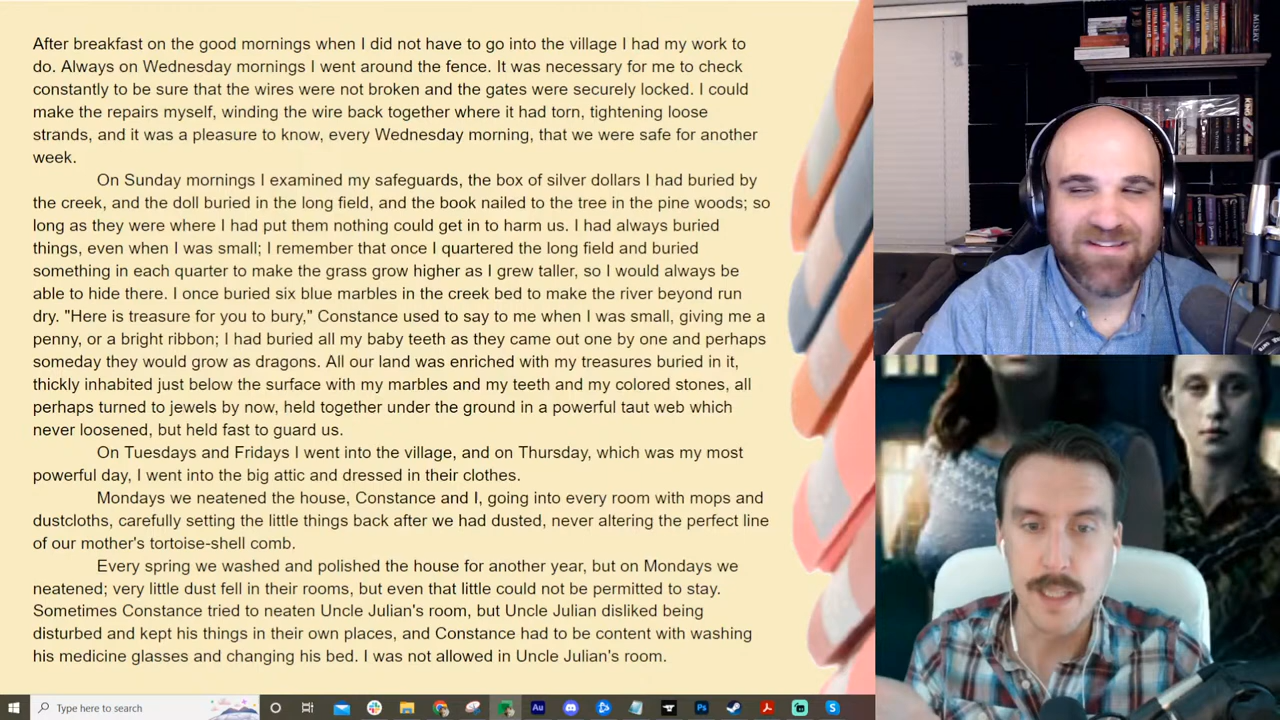 After breakfast on the good mornings when I did not have to go into the village I had my work to
do. Always on Wednesday mornings I went around the fence. It was necessary for me to check
constantly to be sure that the wires were not broken and the gates were securely locked. I could
make the repairs myself, winding the wire back together where it had torn, tightening loose
strands, and it was a pleasure to know, every Wednesday morning, that we were safe for another
week.
On Sunday mornings I examined my safeguards, the box of silver dollars I had buried by
the creek, and the doll buried in the long field, and the book nailed to the tree in the pine woods; so
long as they were where I had put them nothing could get in to harm us. I had always buried
things, even when I was small; I remember that once I quartered the long field and buried
something in each quarter to make the grass grow higher as I grew taller, so I would always be
able to hide there. I once buried six blue marbles in the creek bed to make the river beyond run
dry. "Here is treasure for you to bury," Constance used to say to me when I was small, giving me a
penny, or a bright ribbon; I had buried all my baby teeth as they came out one by one and perhaps
someday they would grow as dragons. All our land was enriched with my treasures buried in it,
thickly inhabited just below the surface with my marbles and my teeth and my colored stones, all
perhaps turned to jewels by now, held together under the ground in a powerful taut web which
never loosened, but held fast to guard us.
On Tuesdays and Fridays I went into the village, and on Thursday, which was my most
powerful day, I went into the big attic and dressed in their clothes.
Mondays we neatened the house, Constance and I, going into every room with mops and
dustcloths, carefully setting the little things back after we had dusted, never altering the perfect line
of our mother's tortoise-shell comb.
Every spring we washed and polished the house for another year, but on Mondays we
neatened; very little dust fell in their rooms, but even that little could not be permitted to stay.
Sometimes Constance tried to neaten Uncle Julian's room, but Uncle Julian disliked being
disturbed and kept his things in their own places, and Constance had to be content with washing
his medicine glasses and changing his bed. I was not allowed in Uncle Julian's room.
MISERY
KING
Type here to search
Au
Ps
S